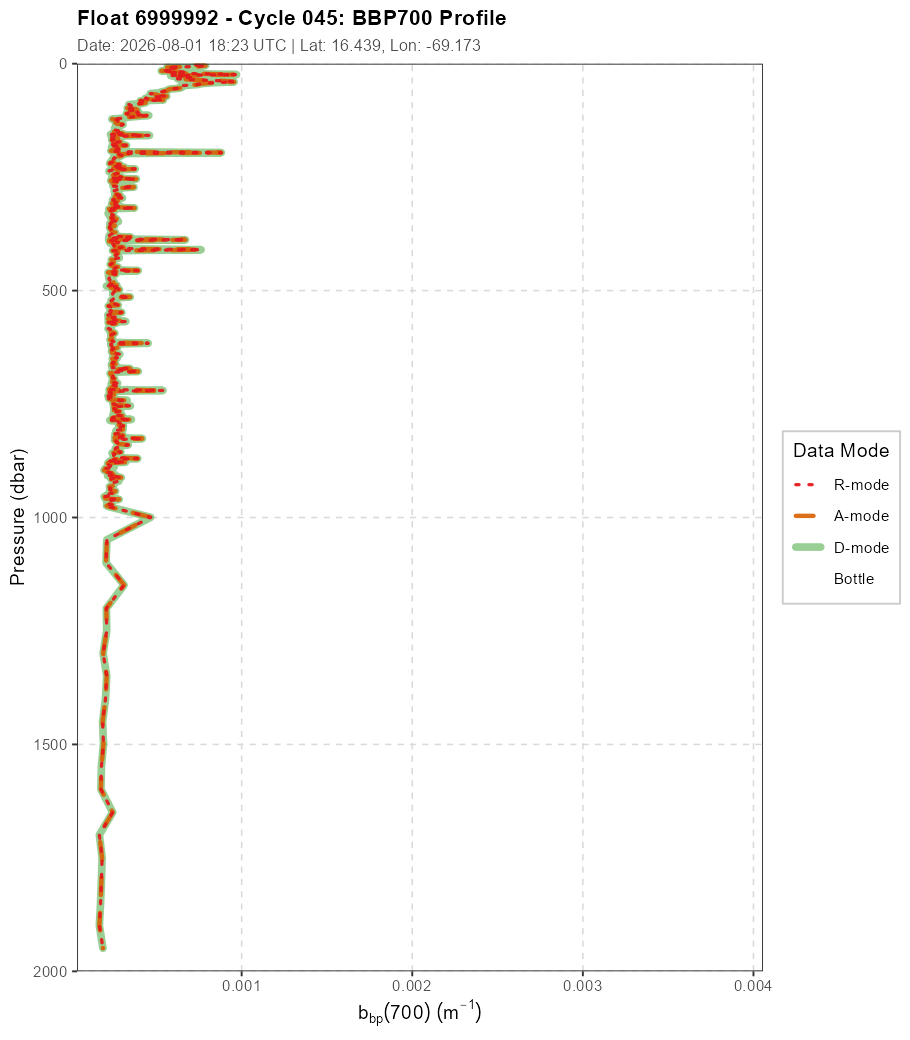 Float 6999992 - Cycle 045: BBP700 Profile
Date: 2026-08-01 18:23 UTC | Lat: 16.439, Lon: -69.173
0
500
1000
1500
2000
Pressure (dbar)
0.001
0.002
0.003
0.004
b_bp(700) (m⁻¹)
Data Mode
R-mode
A-mode
D-mode
Bottle